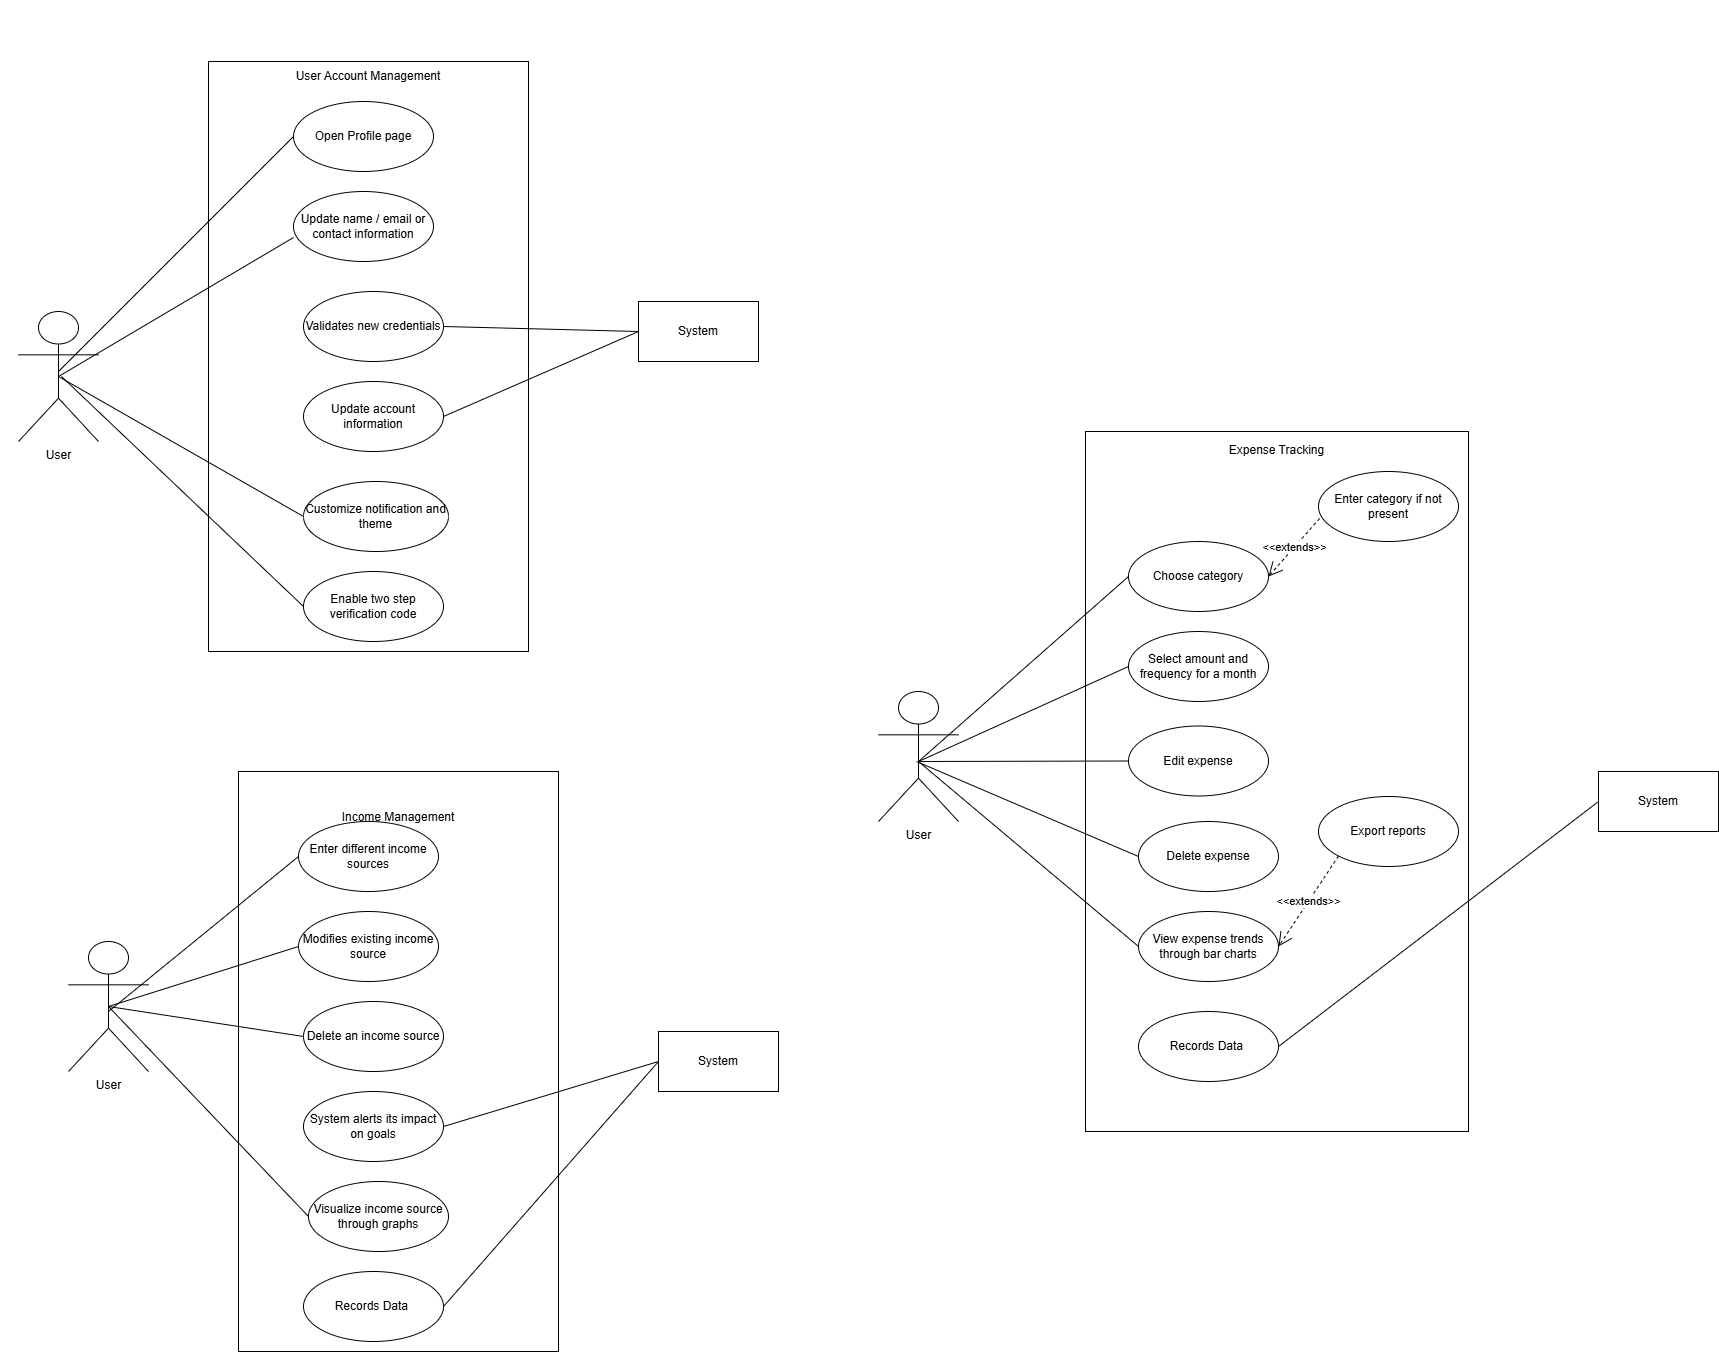 User Account Management
Open Profile page
Update name / email or
contact information
Validates new credentials
System
Update account
information
User
Customize notification and
theme
Enable two step
verification code
Income Management
Enter different income
sources
Modifies existing income
source
User
Delete an income source
System
System alerts its impact
on goals
Visualize income source
through graphs
Records Data
Expense Tracking
Enter category if not
present
<<extends>>
Choose category
Select amount and
frequency for a month
Edit expense
User
System
Export reports
Delete expense
<<extends>>
View expense trends
through bar charts
Records Data